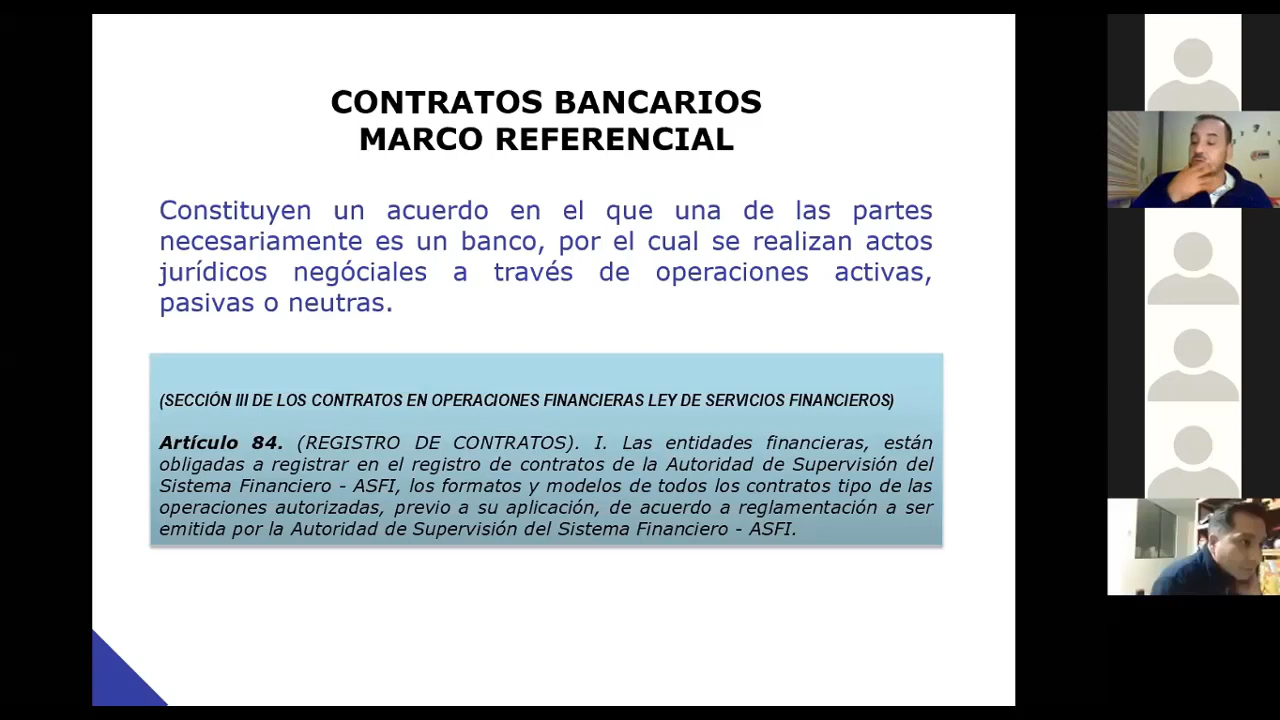 CONTRATOS BANCARIOS
MARCO REFERENCIAL
Constituyen un acuerdo en el que una de las partes
necesariamente es un banco, por el cual se realizan actos
jurídicos negóciales a través de operaciones activas,
pasivas o neutras.
(SECCIÓN III DE LOS CONTRATOS EN OPERACIONES FINANCIERAS LEY DE SERVICIOS FINANCIEROS)
Artículo 84. (REGISTRO DE CONTRATOS). I. Las entidades financieras, están
obligadas a registrar en el registro de contratos de la Autoridad de Supervisión del
Sistema Financiero - ASFI, los formatos y modelos de todos los contratos tipo de las
operaciones autorizadas, previo a su aplicación, de acuerdo a reglamentación a ser
emitida por la Autoridad de Supervisión del Sistema Financiero - ASFI.